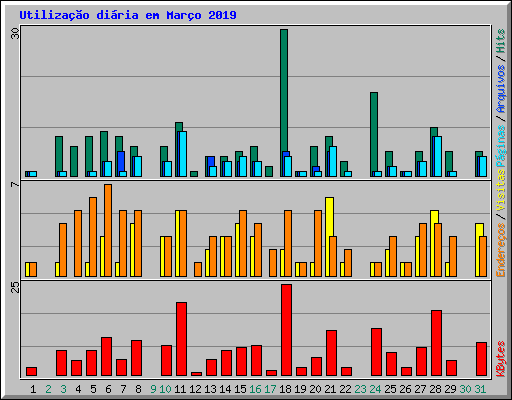 Utilização diária em Março 2019
30
7
25
Endereços / Visitas Páginas / Arquivos / Hits
KBytes
1 2 3 4 5 6 7 8 9 10 11 12 13 14 15 16 17 18 19 20 21 22 23 24 25 26 27 28 29 30 31